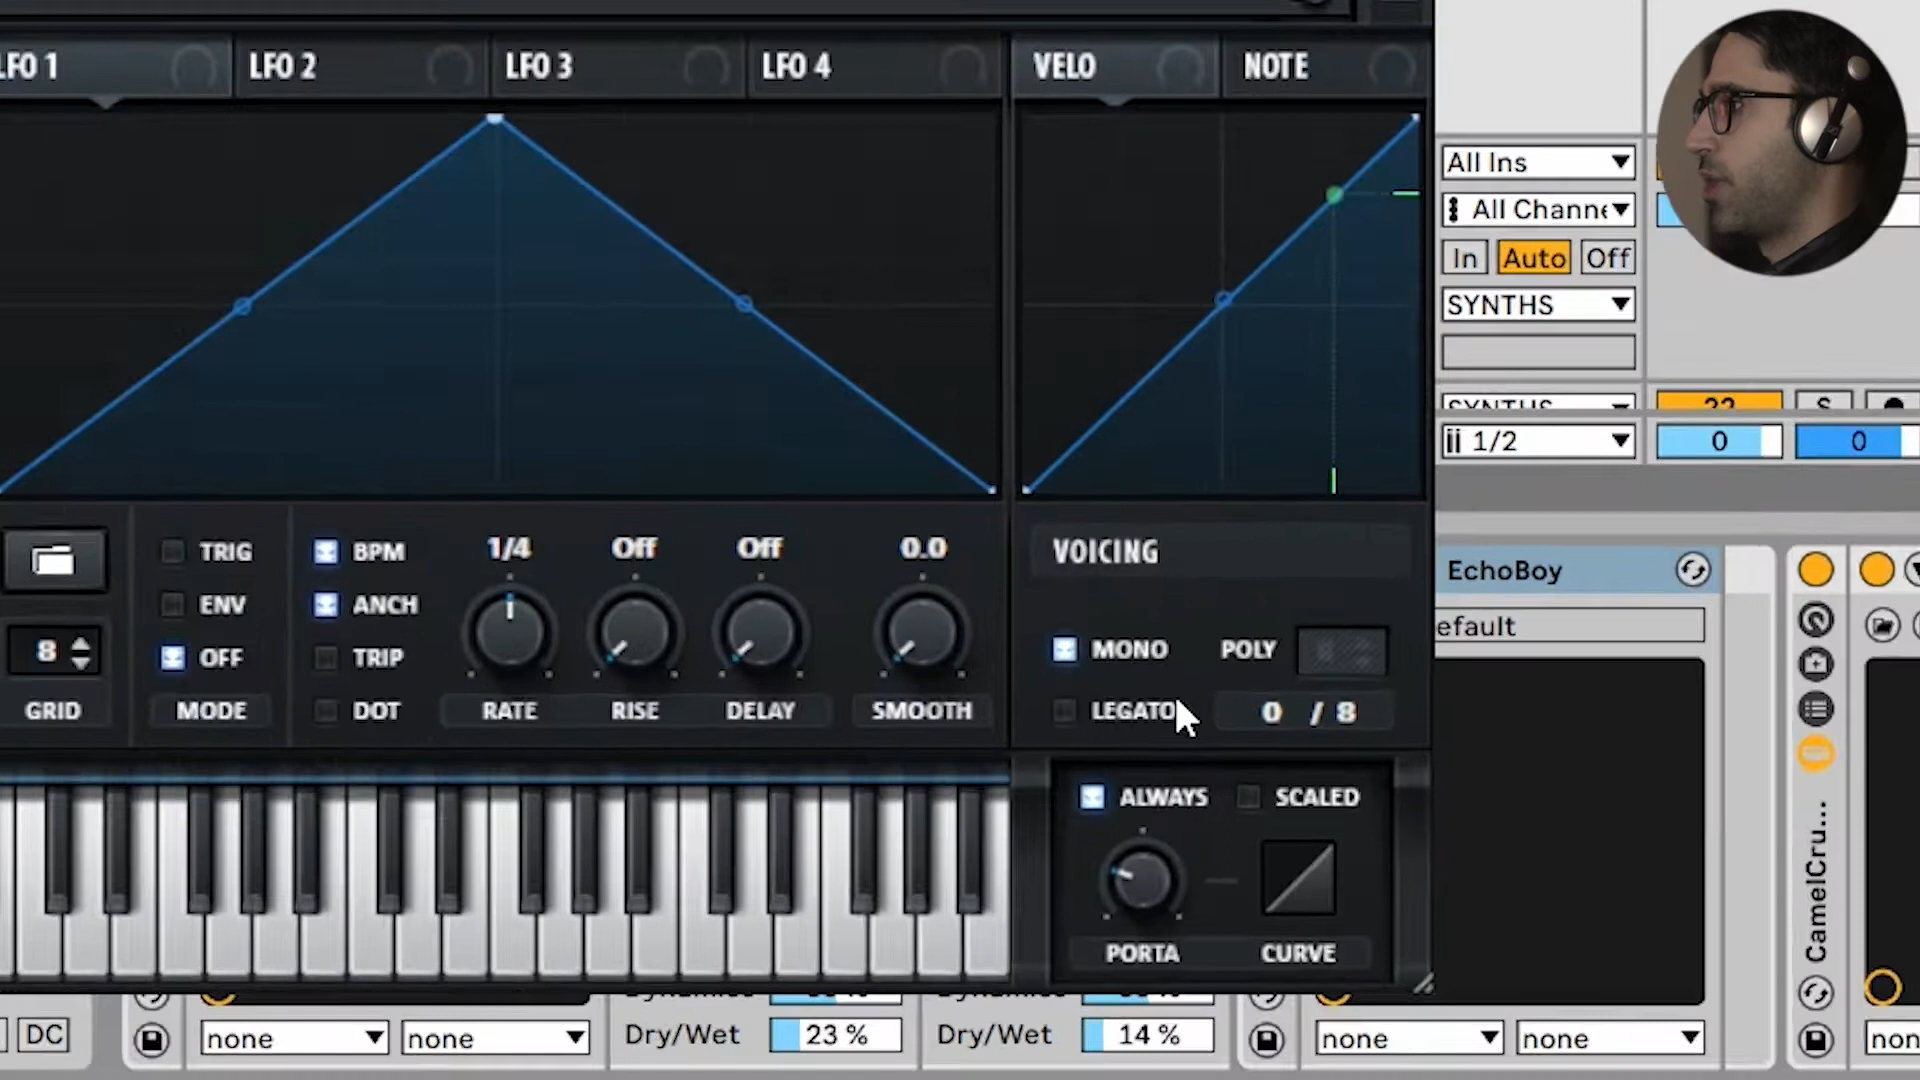 LFO 1 LFO 2 LFO 3 LFO 4 VELO NOTE
All Ins
All Channe
In Auto Off
SYNTHS
SYNTHS 22 S
1/2 0 0
TRIG BPM 1/4 Off Off 0.0 VOICING
ENV ANCH
8 OFF TRIP MONO POLY
GRID MODE DOT RATE RISE DELAY SMOOTH LEGATO 0 / 8
EchoBoy
efault
ALWAYS SCALED
PORTA CURVE
CamelCru...
DC none none Dry/Wet 23 % Dry/Wet 14 % none none non